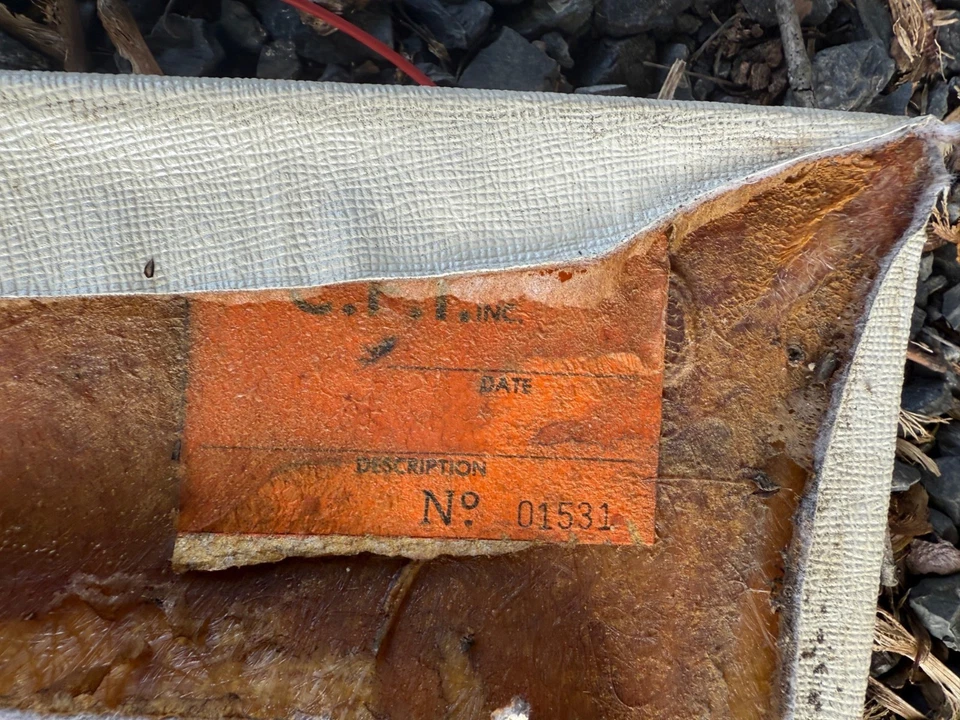 INC.
DATE
DESCRIPTION
Nº 01531